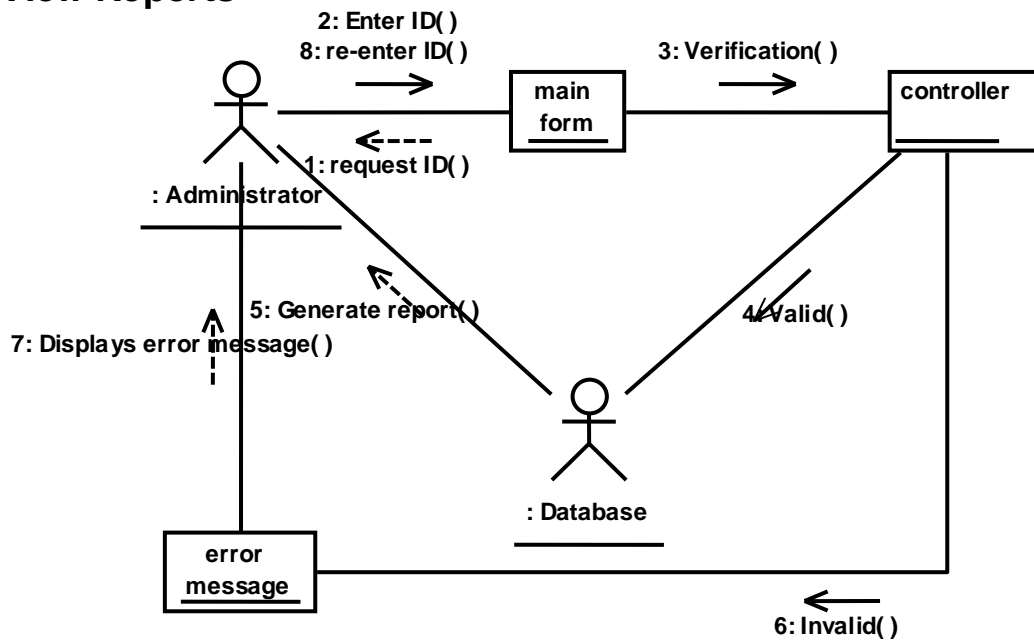 Reports
2: Enter ID( )
8: re-enter ID( )
3: Verification( )
main
form
controller
1: request ID( )
: Administrator
5: Generate report( )
4: Valid( )
7: Displays error message( )
: Database
error
message
6: Invalid( )